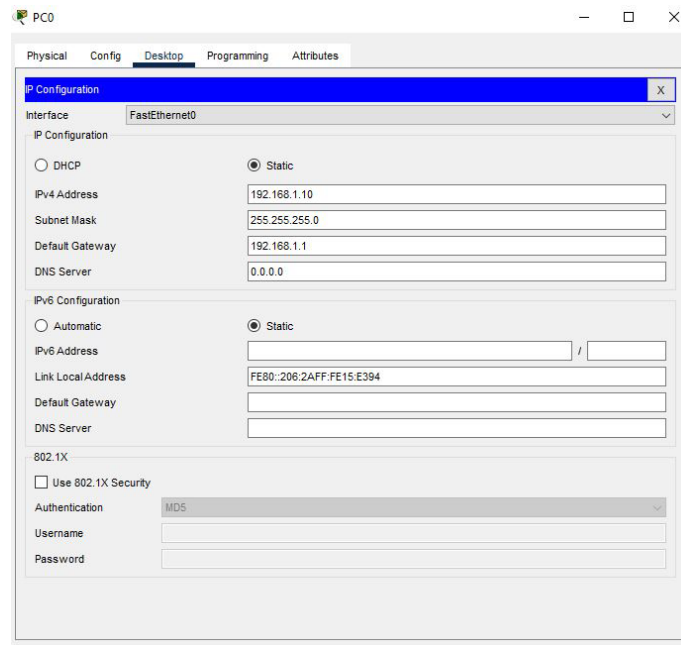 PC0
Physical Config Desktop Programming Attributes
IP Configuration X
Interface FastEthernet0
IP Configuration
DHCP Static
IPv4 Address 192.168.1.10
Subnet Mask 255.255.255.0
Default Gateway 192.168.1.1
DNS Server 0.0.0.0
IPv6 Configuration
Automatic Static
IPv6 Address /
Link Local Address FE80::206:2AFF:FE15:E394
Default Gateway
DNS Server
802.1X
Use 802.1X Security
Authentication MD5
Username
Password